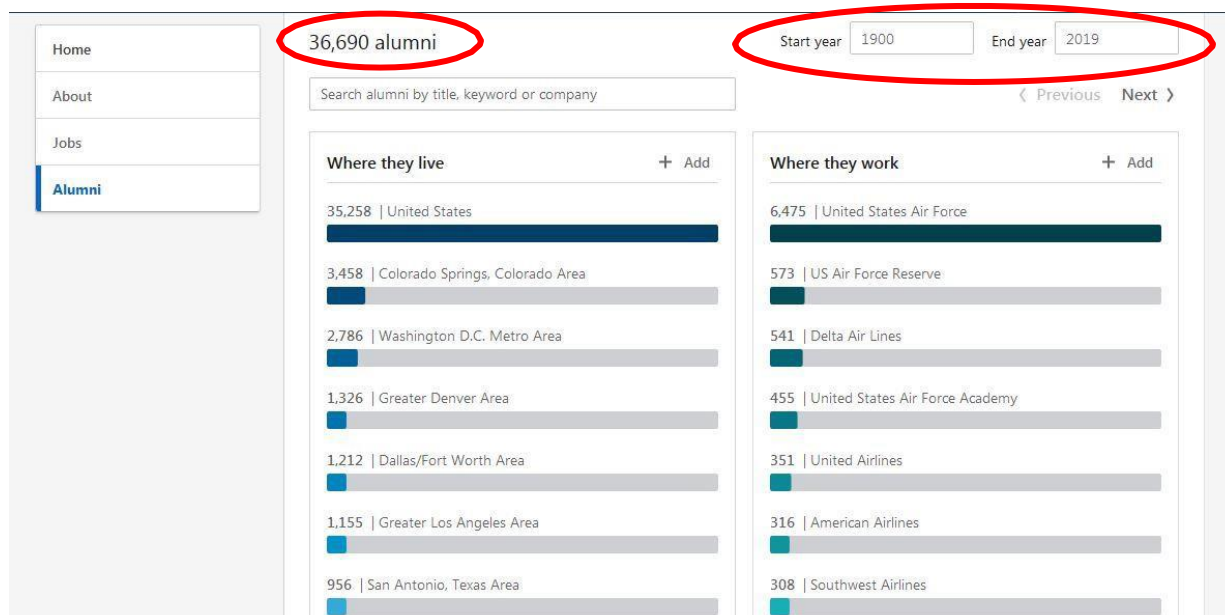 Home
About
Jobs
Alumni
36,690 alumni
Start year 1900 End year 2019
Search alumni by title, keyword or company
❮ Previous Next ❯
Where they live + Add
35,258 | United States
3,458 | Colorado Springs, Colorado Area
2,786 | Washington D.C. Metro Area
1,326 | Greater Denver Area
1,212 | Dallas/Fort Worth Area
1,155 | Greater Los Angeles Area
956 | San Antonio, Texas Area
Where they work + Add
6,475 | United States Air Force
573 | US Air Force Reserve
541 | Delta Air Lines
455 | United States Air Force Academy
351 | United Airlines
316 | American Airlines
308 | Southwest Airlines